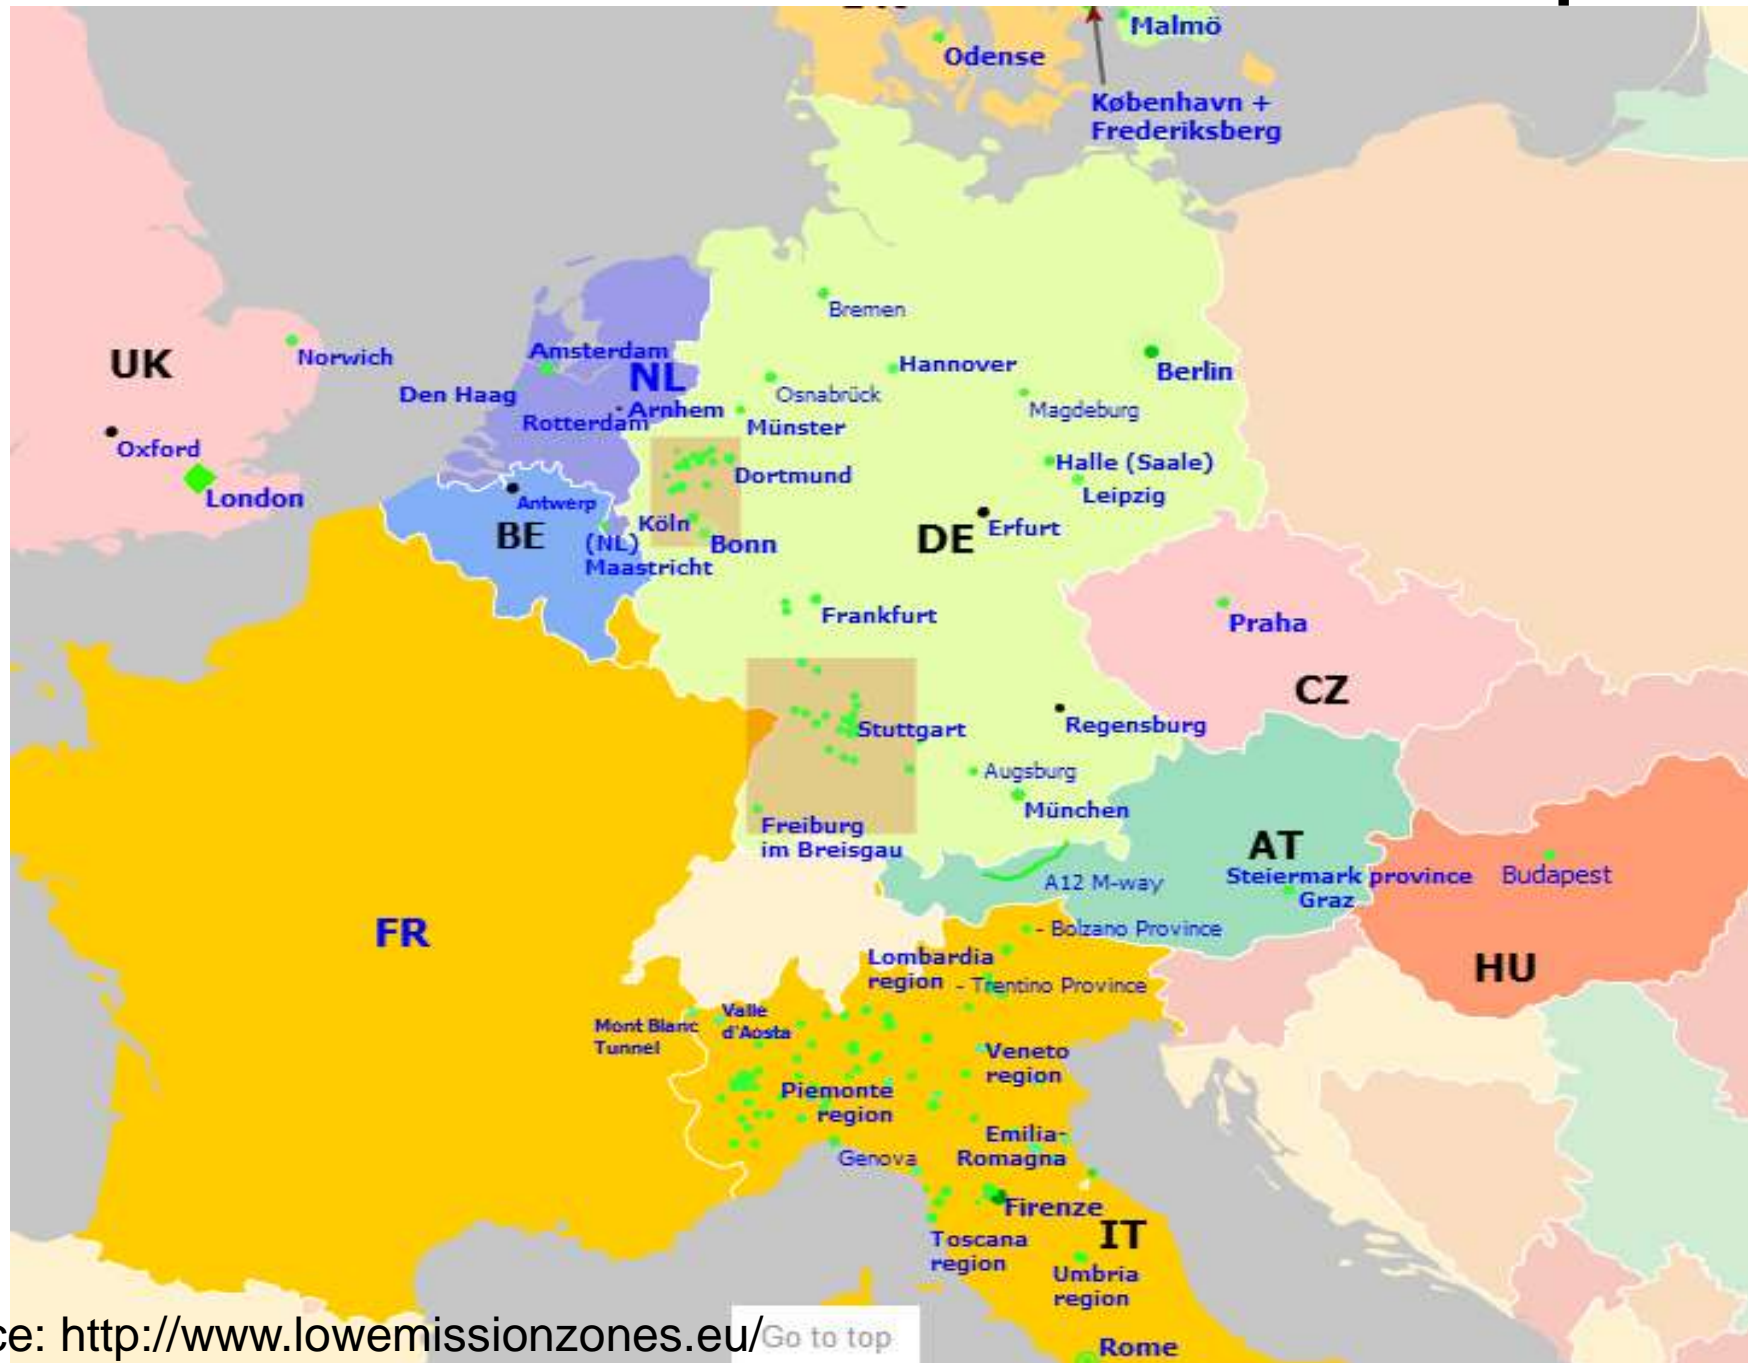 Malmö
Odense
København +
Frederiksberg
Bremen
UK
Norwich
Amsterdam
NL
Hannover
Berlin
Den Haag
Osnabrück
Magdeburg
Rotterdam
Arnhem
Münster
Oxford
London
Dortmund
Halle (Saale)
Leipzig
Antwerp
BE
Köln
(NL)
Maastricht
Bonn
DE
Erfurt
Frankfurt
Praha
CZ
Stuttgart
Regensburg
Augsburg
München
Freiburg
im Breisgau
AT
A12 M-way
Steiermark province
Graz
Budapest
FR
- Bolzano Province
Lombardia
region
- Trentino Province
HU
Mont Blanc
Tunnel
Valle
d'Aosta
Veneto
region
Piemonte
region
Emilia-
Romagna
Genova
Firenze
IT
Toscana
region
Umbria
region
ce: http://www.lowemissionzones.eu/
Go to top
Rome